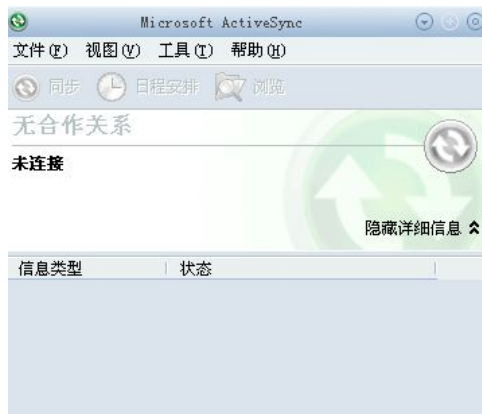 Microsoft ActiveSync
文件(F) 视图(V) 工具(T) 帮助(H)
同步 日程安排 浏览
无合作关系
未连接
隐藏详细信息
信息类型 状态